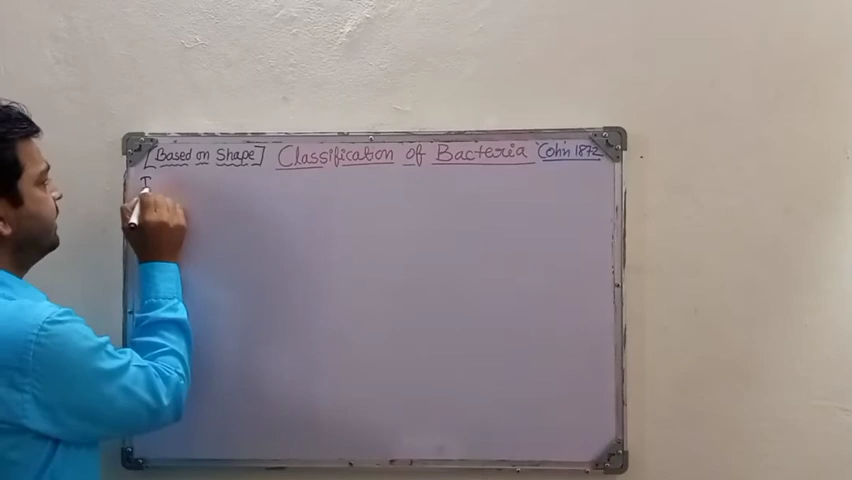 [Based on Shape] Classification of Bacteria Cohn 1872
I